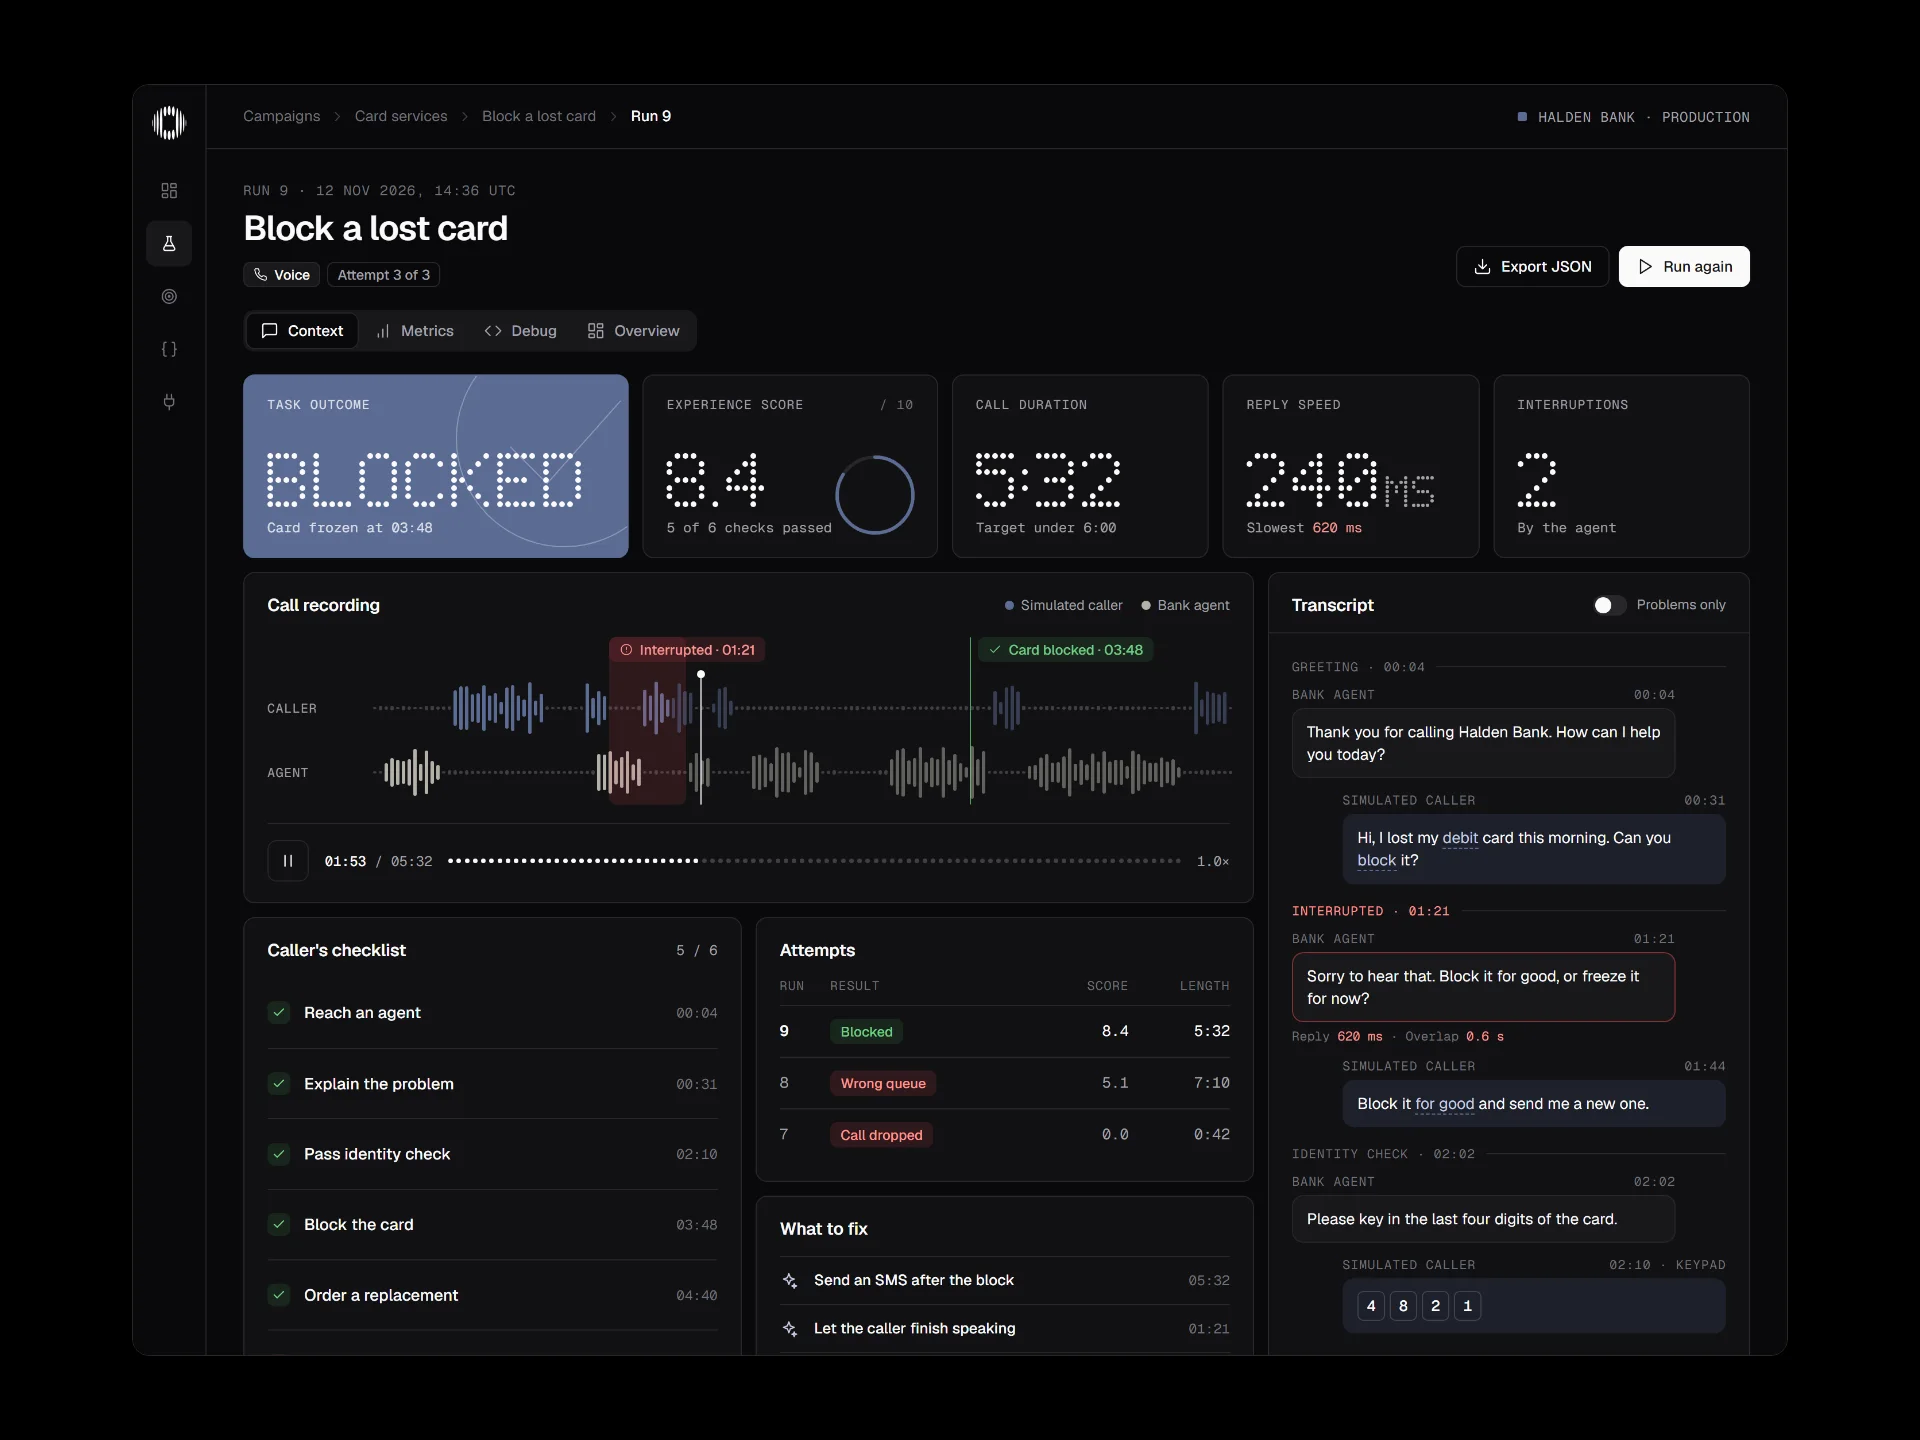 Campaigns > Card services > Block a lost card > Run 9
HALDEN BANK · PRODUCTION
RUN 9 · 12 NOV 2026, 14:36 UTC
Block a lost card
Voice
Attempt 3 of 3
Export JSON
Run again
Context
Metrics
Debug
Overview
TASK OUTCOME
BLOCKED
Card frozen at 03:48
EXPERIENCE SCORE / 10
8.4
5 of 6 checks passed
CALL DURATION
5:32
Target under 6:00
REPLY SPEED
240MS
Slowest 620 ms
INTERRUPTIONS
2
By the agent
Call recording
Simulated caller
Bank agent
Interrupted · 01:21
Card blocked · 03:48
CALLER
AGENT
01:53 / 05:32
1.0×
Caller's checklist 5 / 6
Reach an agent 00:04
Explain the problem 00:31
Pass identity check 02:10
Block the card 03:48
Order a replacement 04:40
Attempts
RUN RESULT SCORE LENGTH
9 Blocked 8.4 5:32
8 Wrong queue 5.1 7:10
7 Call dropped 0.0 0:42
What to fix
Send an SMS after the block 05:32
Let the caller finish speaking 01:21
Transcript
Problems only
GREETING · 00:04
BANK AGENT 00:04
Thank you for calling Halden Bank. How can I help
you today?
SIMULATED CALLER 00:31
Hi, I lost my debit card this morning. Can you
block it?
INTERRUPTED · 01:21
BANK AGENT 01:21
Sorry to hear that. Block it for good, or freeze it
for now?
Reply 620 ms · Overlap 0.6 s
SIMULATED CALLER 01:44
Block it for good and send me a new one.
IDENTITY CHECK · 02:02
BANK AGENT 02:02
Please key in the last four digits of the card.
SIMULATED CALLER 02:10 · KEYPAD
4 8 2 1